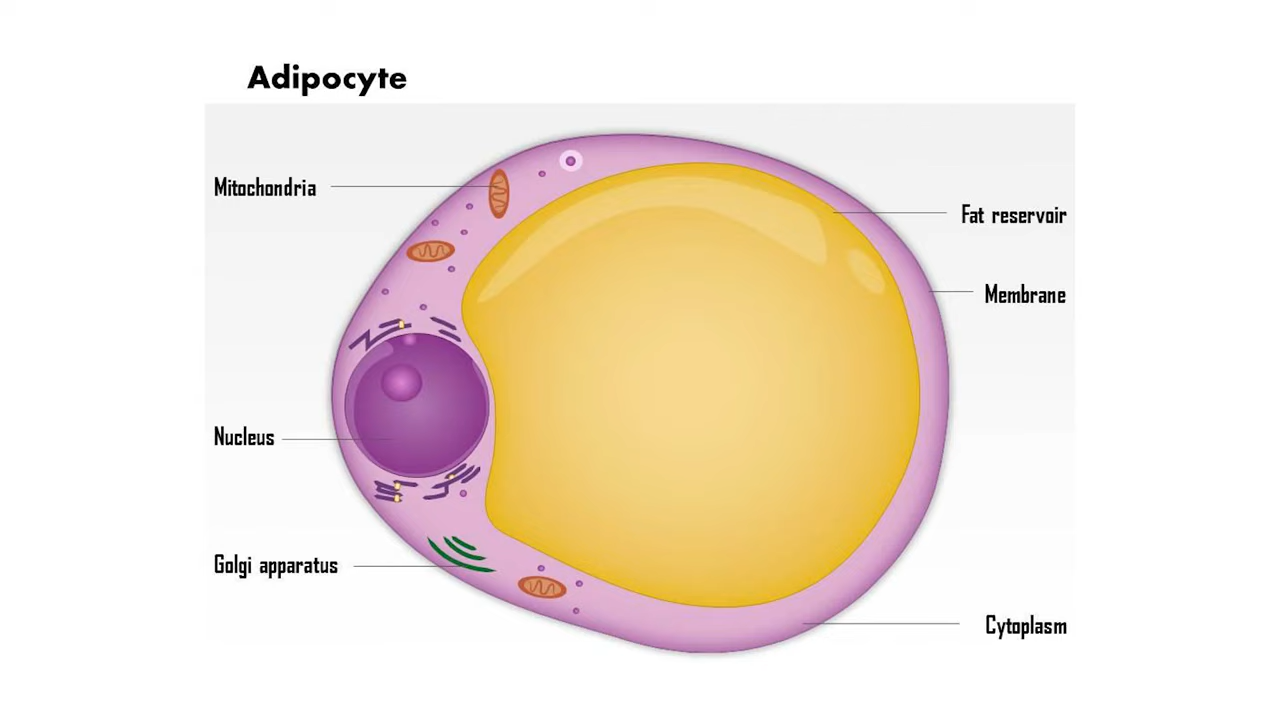 Adipocyte
Mitochondria
Fat reservoir
Membrane
Nucleus
Golgi apparatus
Cytoplasm